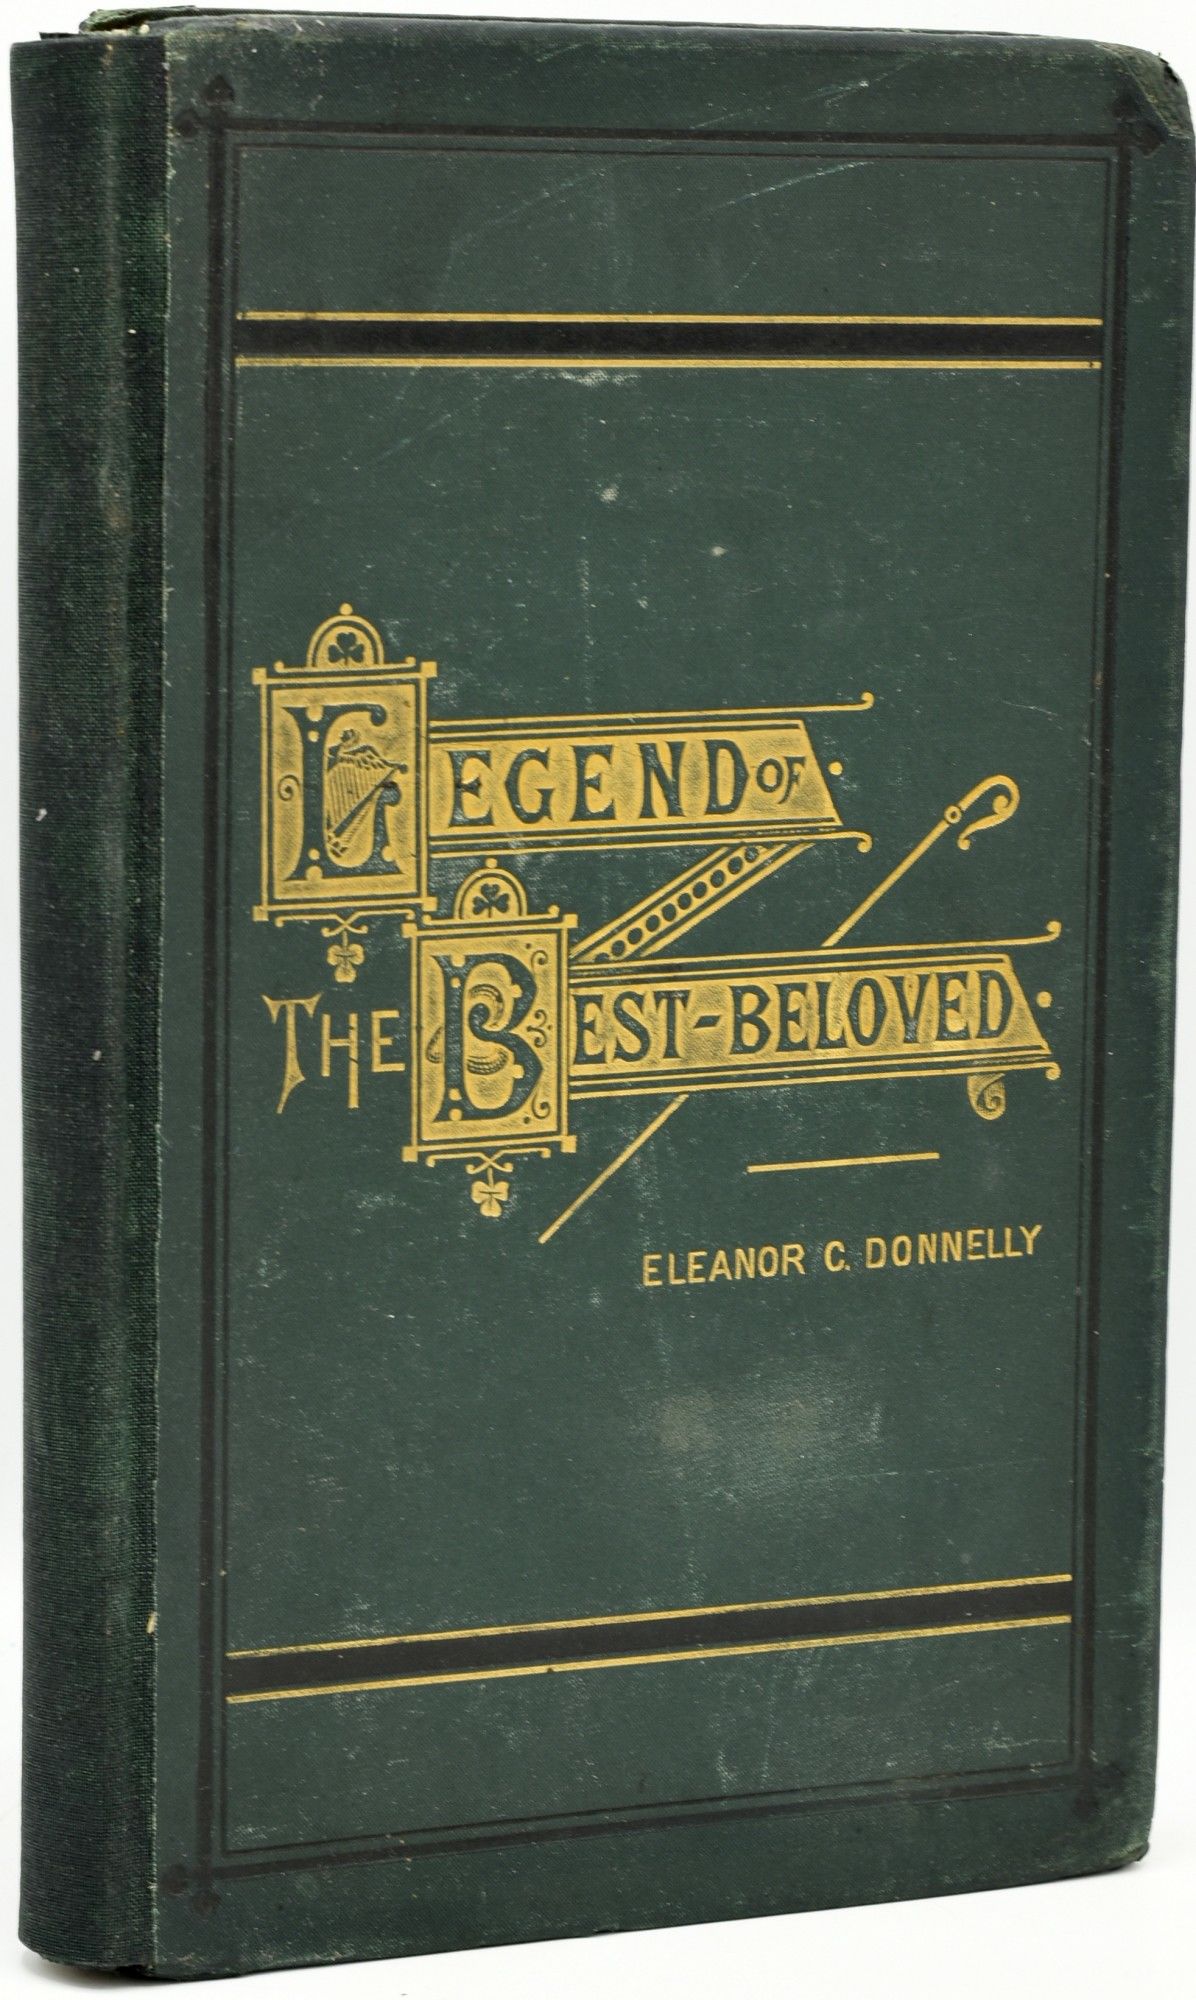 LEGEND OF
THE BEST-BELOVED
ELEANOR C. DONNELLY